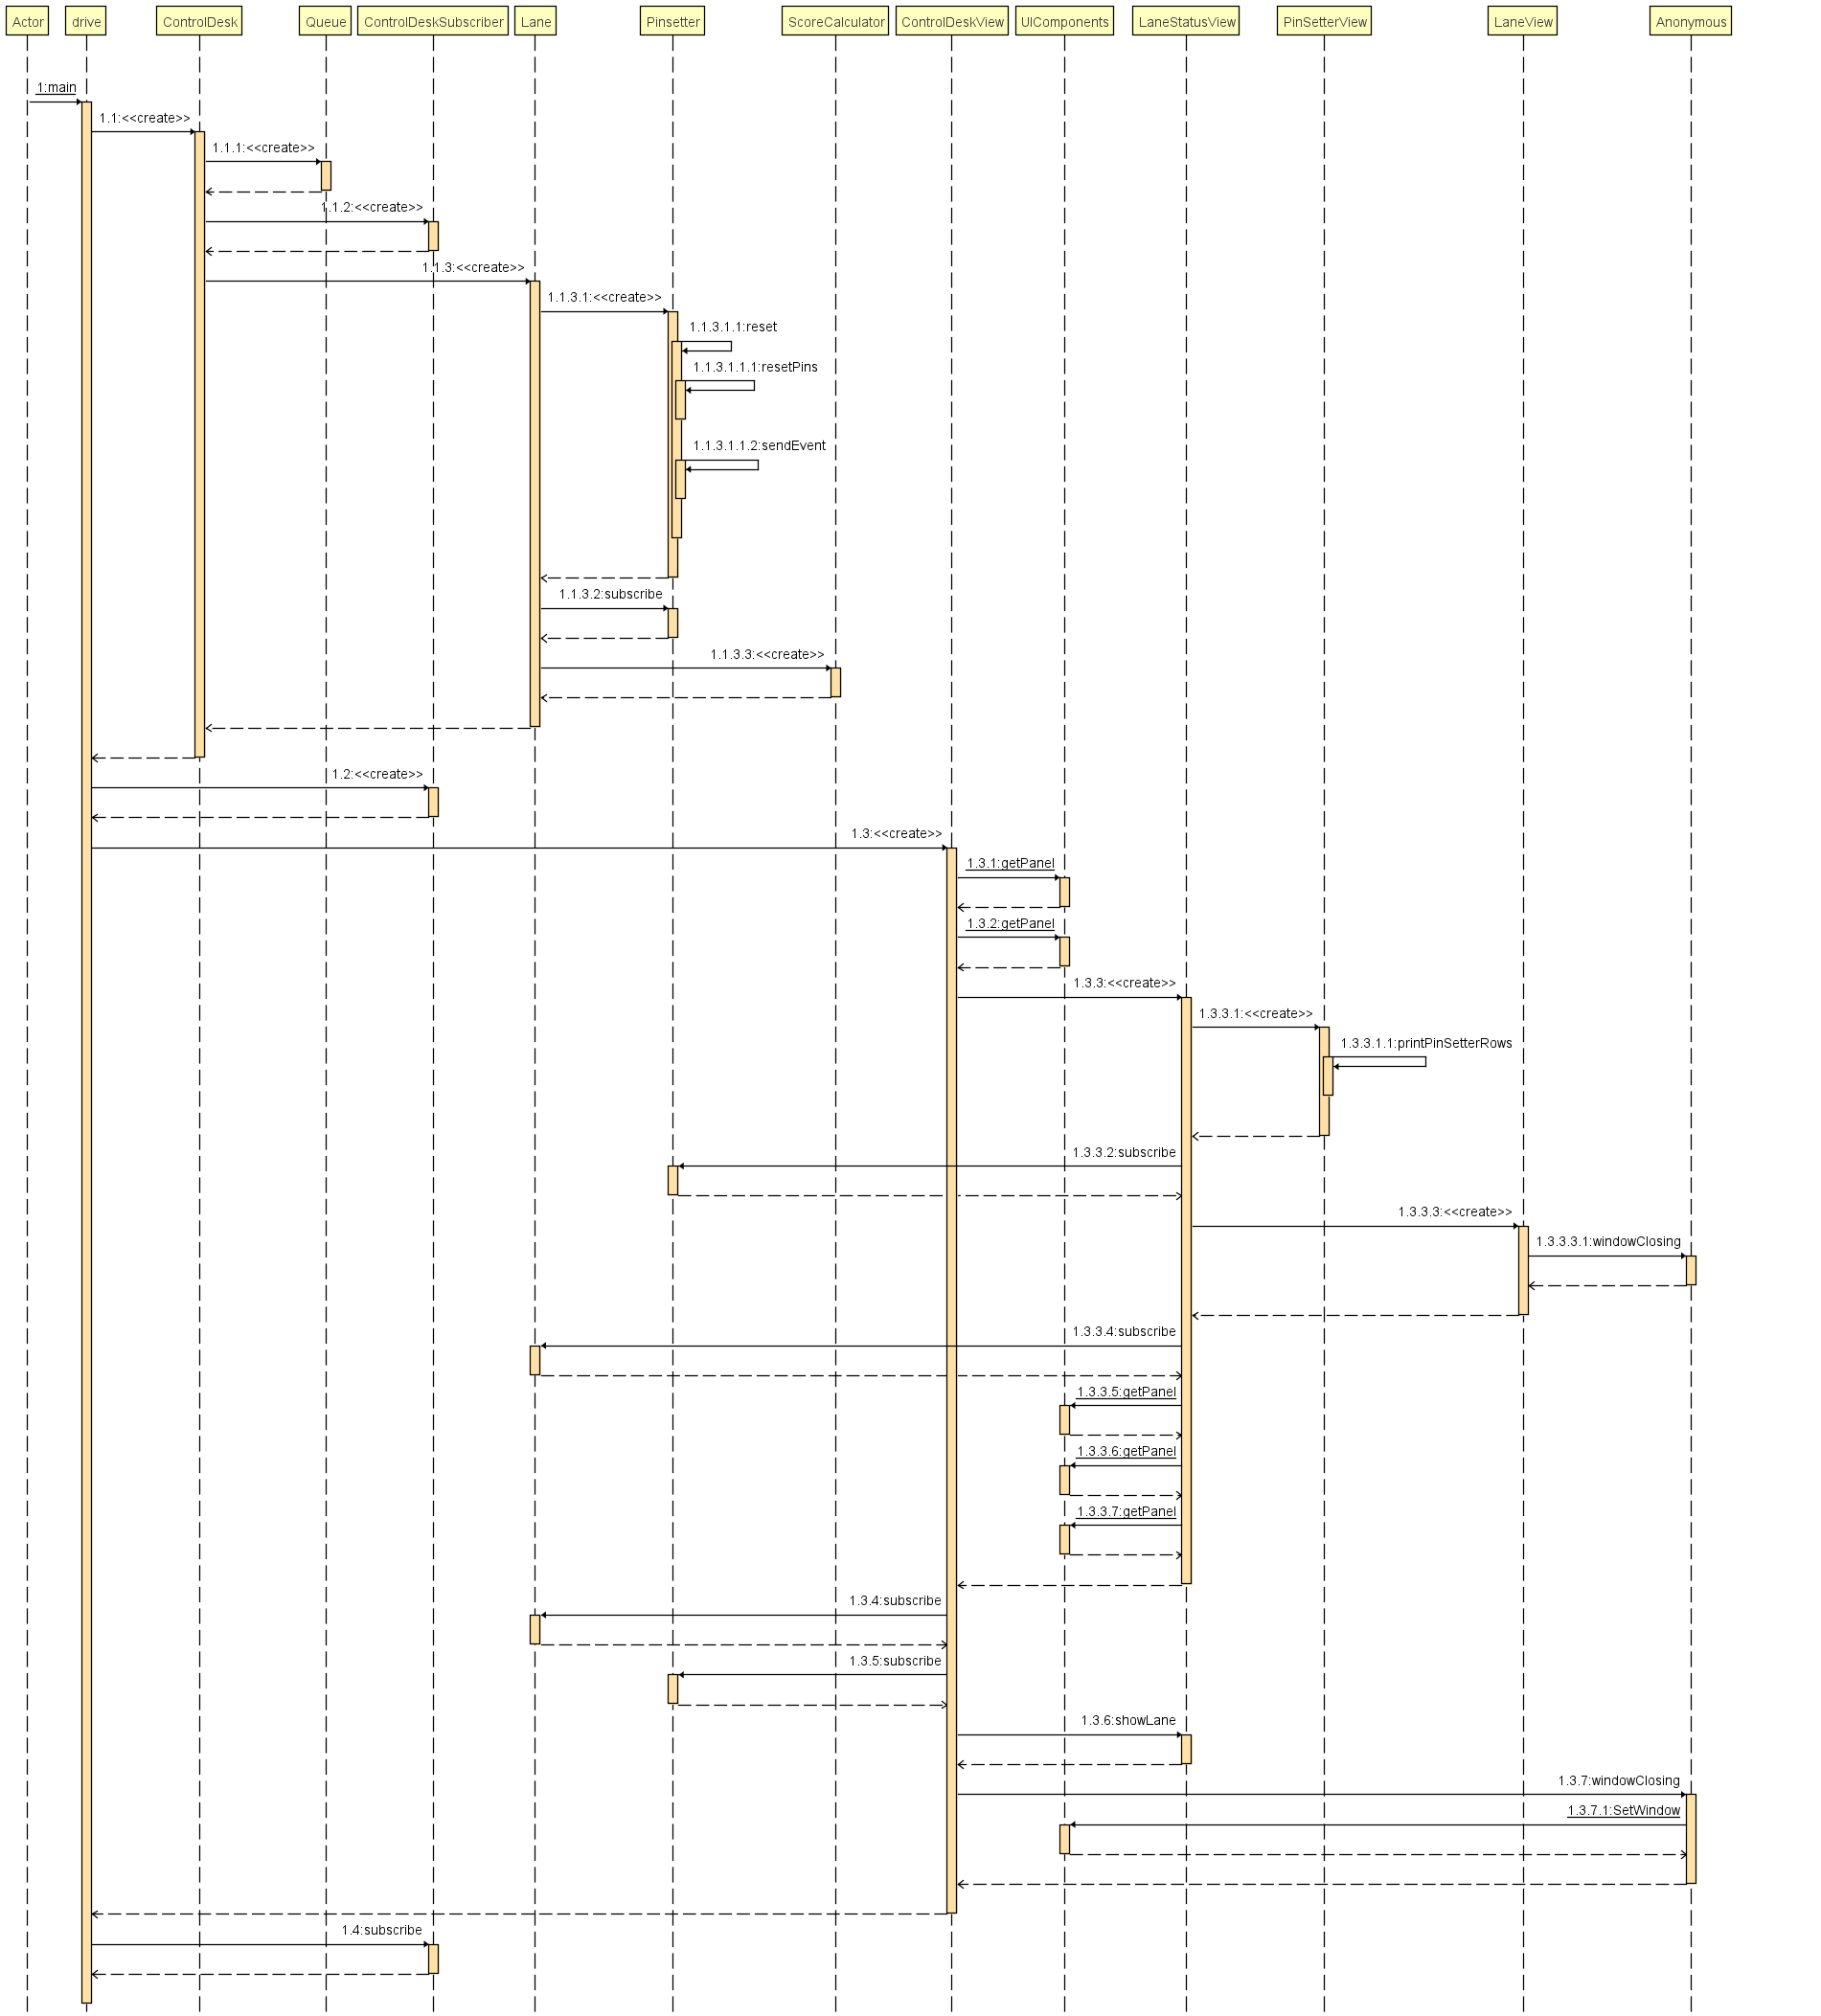 Actor drive ControlDesk Queue ControlDeskSubscriber Lane Pinsetter ScoreCalculator ControlDeskView UIComponents LaneStatusView PinSetterView LaneView Anonymous
1:main
1.1:<<create>>
1.1.1:<<create>>
1.1.2:<<create>>
1.1.3:<<create>>
1.1.3.1:<<create>>
1.1.3.1.1:reset
1.1.3.1.1.1:resetPins
1.1.3.1.1.2:sendEvent
1.1.3.2:subscribe
1.1.3.3:<<create>>
1.2:<<create>>
1.3:<<create>>
1.3.1:getPanel
1.3.2:getPanel
1.3.3:<<create>>
1.3.3.1:<<create>>
1.3.3.1.1:printPinSetterRows
1.3.3.2:subscribe
1.3.3.3:<<create>>
1.3.3.3.1:windowClosing
1.3.3.4:subscribe
1.3.3.5:getPanel
1.3.3.6:getPanel
1.3.3.7:getPanel
1.3.4:subscribe
1.3.5:subscribe
1.3.6:showLane
1.3.7:windowClosing
1.3.7.1:SetWindow
1.4:subscribe